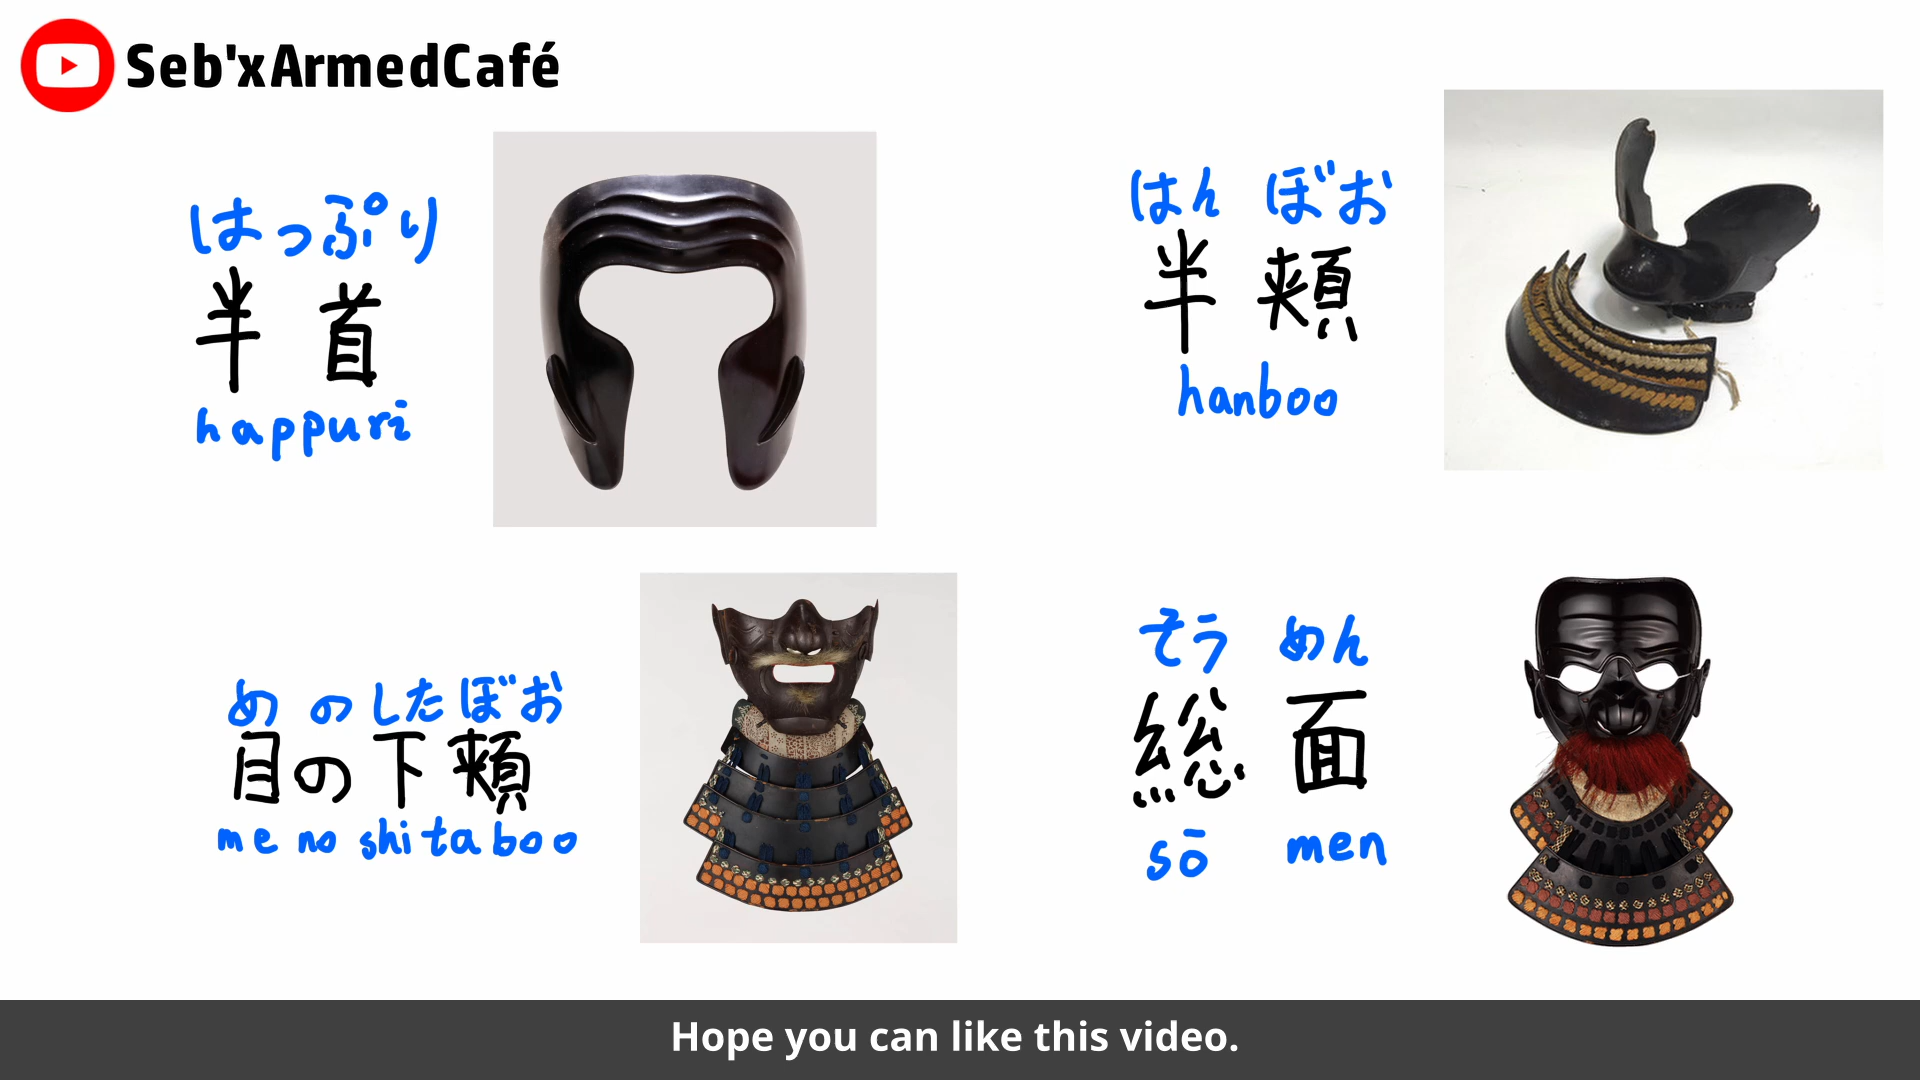 Seb'xArmedCafé
はっぷり
半首
happuri
はん ぼお
半頬
hanboo
め の した ぼお
目の下頬
me no shitaboo
そう めん
総面
sō men
Hope you can like this video.